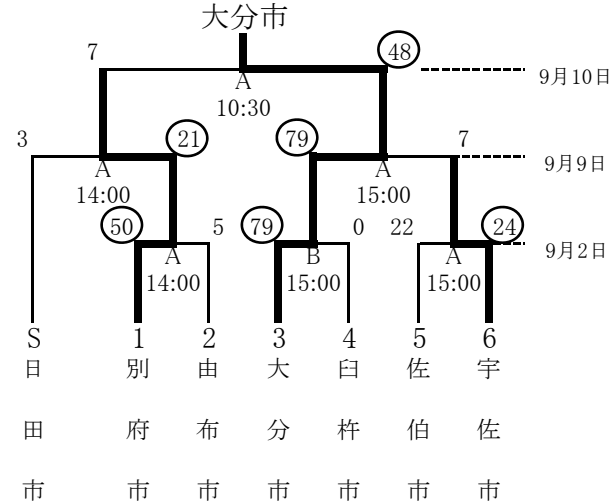 大分市
7 48
A 9月10日
10:30
3 21 79 7
A A 9月9日
14:00 15:00
50 5 79 0 22 24
A B A 9月2日
14:00 15:00 15:00
S 1 2 3 4 5 6
日田市
別府市
由布市
大分市
臼杵市
佐伯市
宇佐市